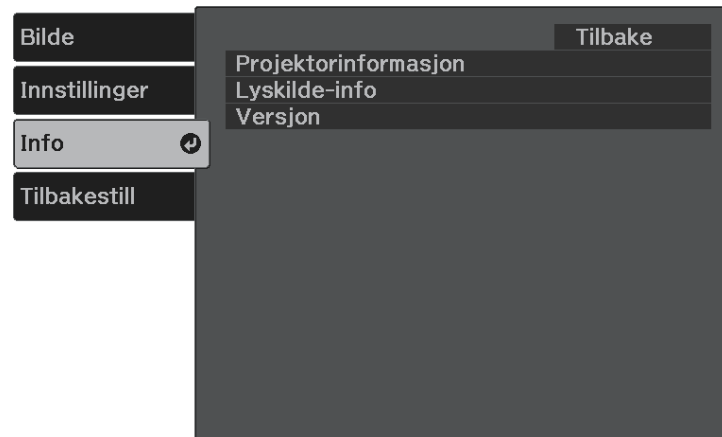 Bilde
Innstillinger
Info
Tilbakestill
Tilbake
Projektorinformasjon
Lyskilde-info
Versjon